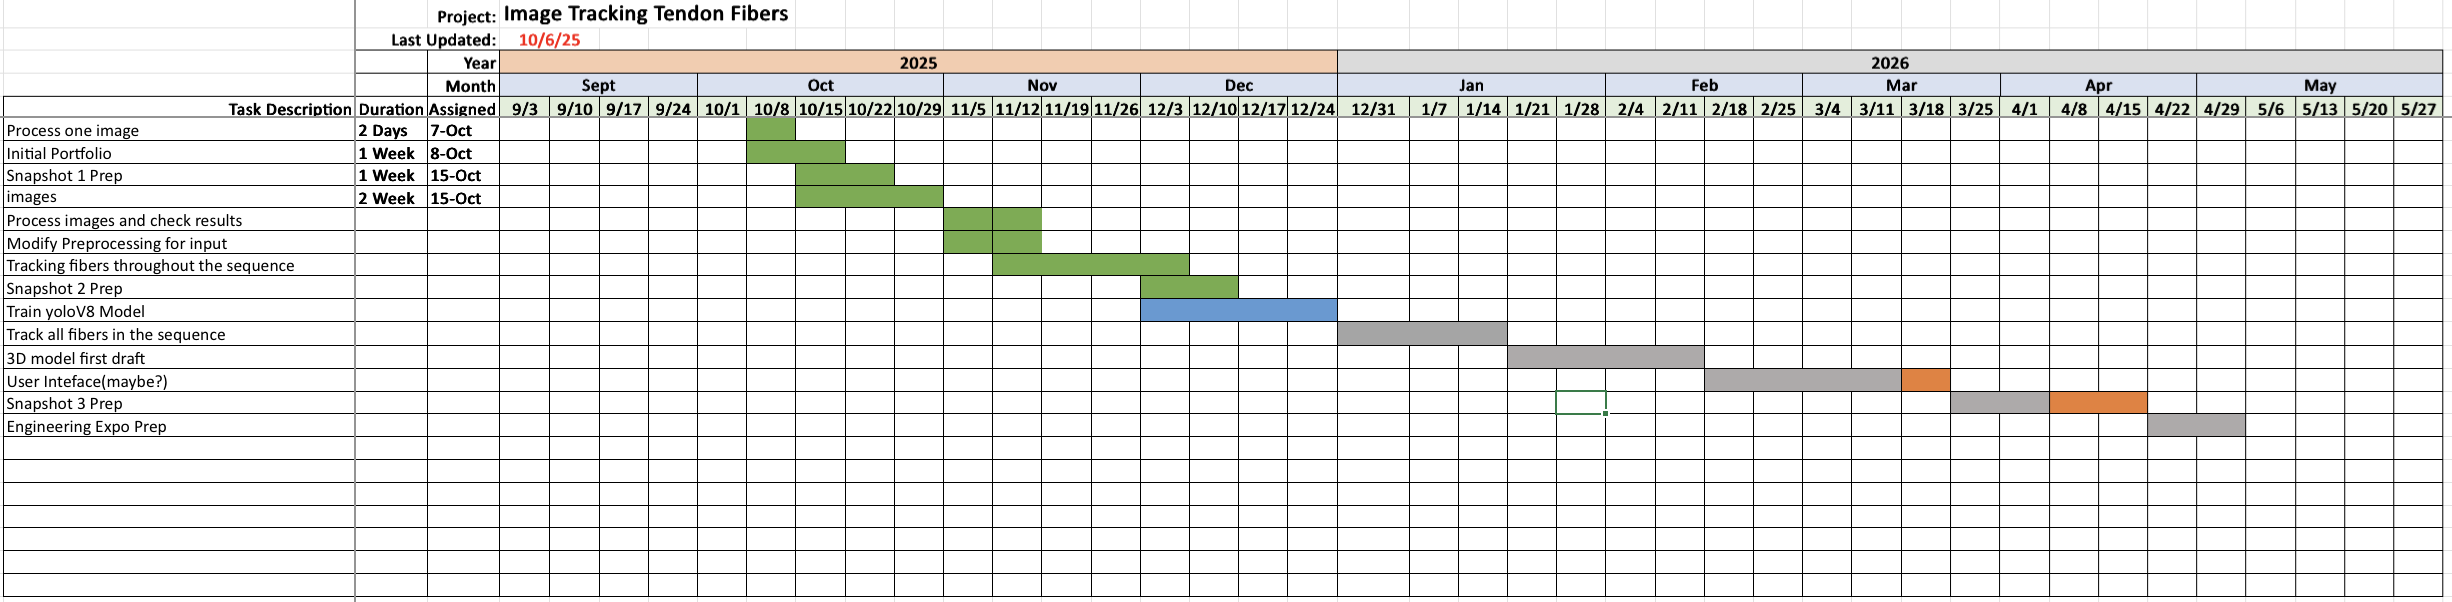 Project: Image Tracking Tendon Fibers
Last Updated: 10/6/25
Year 2025 2026
Month Sept Oct Nov Dec Jan Feb Mar Apr May
Task Description Duration Assigned 9/3 9/10 9/17 9/24 10/1 10/8 10/15 10/22 10/29 11/5 11/12 11/19 11/26 12/3 12/10 12/17 12/24 12/31 1/7 1/14 1/21 1/28 2/4 2/11 2/18 2/25 3/4 3/11 3/18 3/25 4/1 4/8 4/15 4/22 4/29 5/6 5/13 5/20 5/27
Process one image 2 Days 7-Oct
Initial Portfolio 1 Week 8-Oct
Snapshot 1 Prep 1 Week 15-Oct
images 2 Week 15-Oct
Process images and check results
Modify Preprocessing for input
Tracking fibers throughout the sequence
Snapshot 2 Prep
Train yoloV8 Model
Track all fibers in the sequence
3D model first draft
User Inteface(maybe?)
Snapshot 3 Prep
Engineering Expo Prep